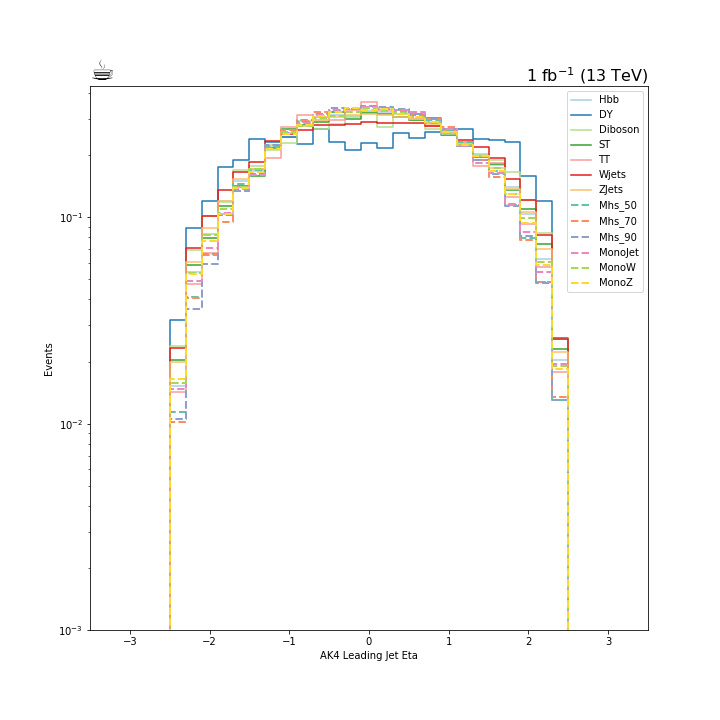 ☕
1 fb⁻¹ (13 TeV)
Hbb
DY
Diboson
ST
TT
Wjets
ZJets
Mhs_50
Mhs_70
Mhs_90
MonoJet
MonoW
MonoZ
10⁻¹
10⁻²
10⁻³
Events
−3 −2 −1 0 1 2 3
AK4 Leading Jet Eta